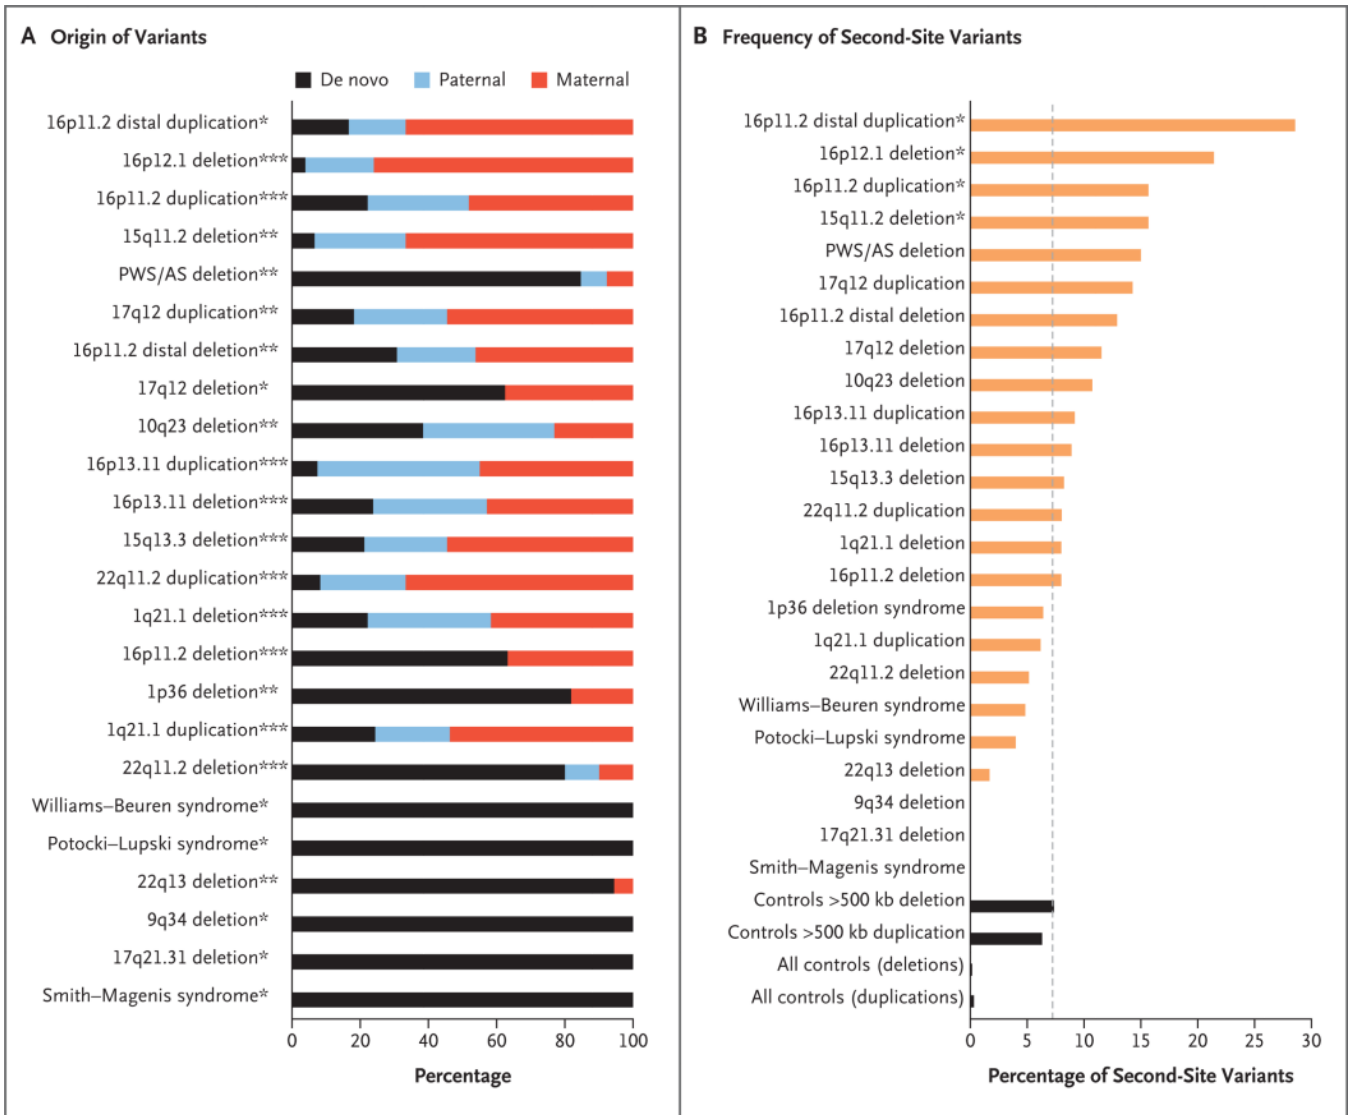 A Origin of Variants
De novo Paternal Maternal
16p11.2 distal duplication*
16p12.1 deletion***
16p11.2 duplication***
15q11.2 deletion**
PWS/AS deletion**
17q12 duplication**
16p11.2 distal deletion**
17q12 deletion*
10q23 deletion**
16p13.11 duplication***
16p13.11 deletion***
15q13.3 deletion***
22q11.2 duplication***
1q21.1 deletion***
16p11.2 deletion***
1p36 deletion**
1q21.1 duplication***
22q11.2 deletion***
Williams–Beuren syndrome*
Potocki–Lupski syndrome*
22q13 deletion**
9q34 deletion*
17q21.31 deletion*
Smith–Magenis syndrome*
0 20 40 60 80 100
Percentage
B Frequency of Second-Site Variants
16p11.2 distal duplication*
16p12.1 deletion*
16p11.2 duplication*
15q11.2 deletion*
PWS/AS deletion
17q12 duplication
16p11.2 distal deletion
17q12 deletion
10q23 deletion
16p13.11 duplication
16p13.11 deletion
15q13.3 deletion
22q11.2 duplication
1q21.1 deletion
16p11.2 deletion
1p36 deletion syndrome
1q21.1 duplication
22q11.2 deletion
Williams–Beuren syndrome
Potocki–Lupski syndrome
22q13 deletion
9q34 deletion
17q21.31 deletion
Smith–Magenis syndrome
Controls >500 kb deletion
Controls >500 kb duplication
All controls (deletions)
All controls (duplications)
0 5 10 15 20 25 30
Percentage of Second-Site Variants